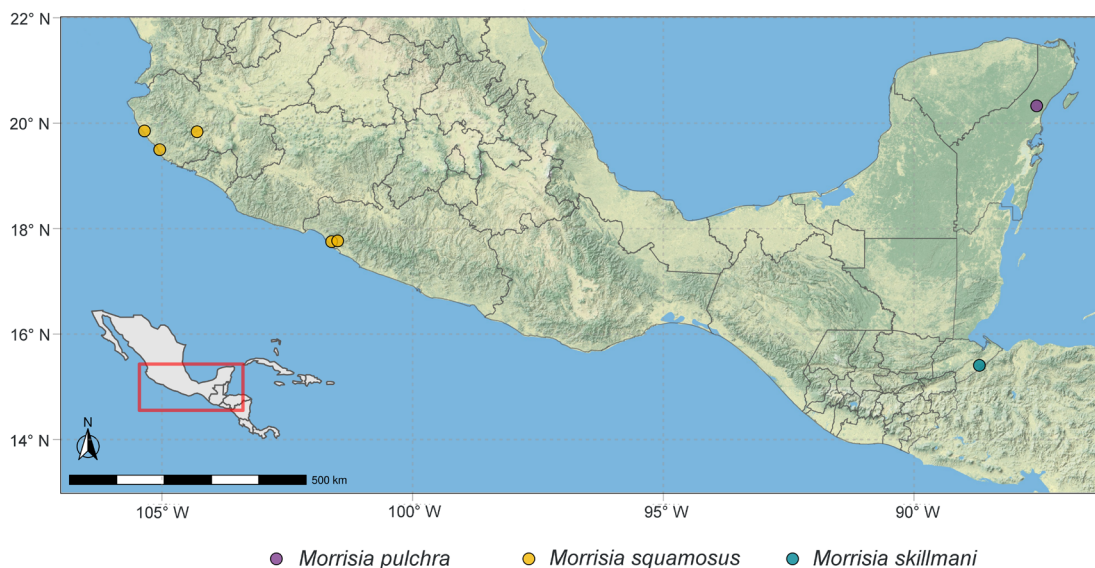 22° N
20° N
18° N
16° N
14° N
N
500 km
105° W
100° W
95° W
90° W
Morrisia pulchra
Morrisia squamosus
Morrisia skillmani